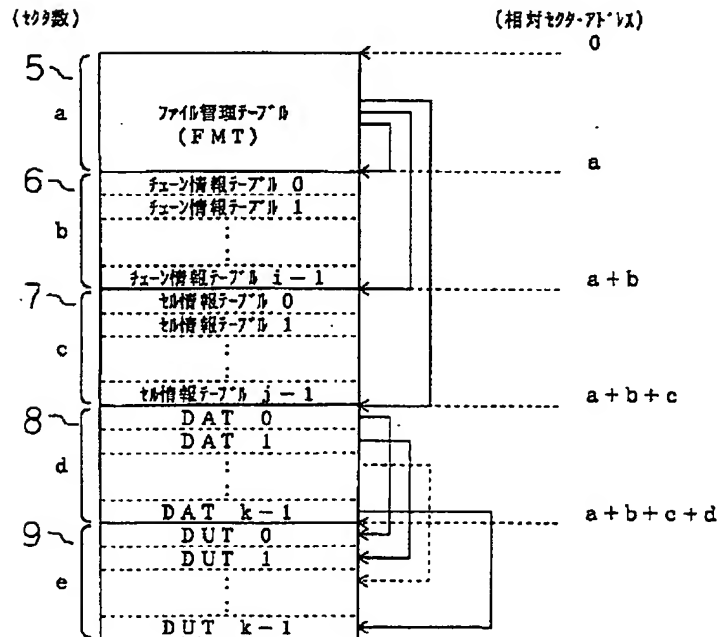 (セクタ数)
(相対セクターアドレス)
0
5
a
ファイル管理テーブル
(FMT)
a
6
チェーン情報テーブル 0
チェーン情報テーブル 1
b
:
チェーン情報テーブル i-1
a+b
7
セル情報テーブル 0
セル情報テーブル 1
c
:
セル情報テーブル j-1
a+b+c
8
DAT 0
DAT 1
d
:
DAT k-1
a+b+c+d
9
DUT 0
DUT 1
e
:
DUT k-1